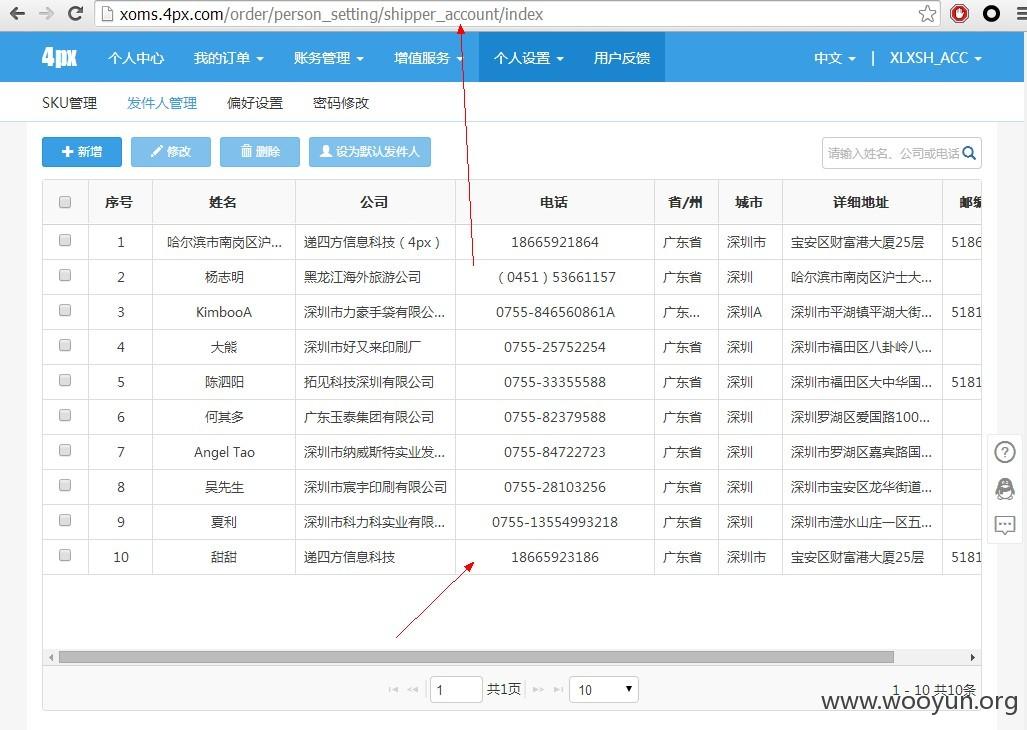 xoms.4px.com/order/person_setting/shipper_account/index
4px 个人中心 我的订单 账务管理 增值服务 个人设置 用户反馈 中文 | XLXSH_ACC
SKU管理 发件人管理 偏好设置 密码修改
新增 修改 删除 设为默认发件人 请输入姓名、公司或电话
序号 姓名 公司 电话 省/州 城市 详细地址 邮编
1 哈尔滨市南岗区沪... 递四方信息科技（4px） 18665921864 广东省 深圳市 宝安区财富港大厦25层 5186
2 杨志明 黑龙江海外旅游公司 （0451）53661157 广东省 深圳 哈尔滨市南岗区沪士大...
3 KimbooA 深圳市力豪手袋有限公... 0755-846560861A 广东... 深圳A 深圳市平湖镇平湖大街... 5181
4 大熊 深圳市好又来印刷厂 0755-25752254 广东省 深圳 深圳市福田区八卦岭八...
5 陈泗阳 拓见科技深圳有限公司 0755-33355588 广东省 深圳 深圳市福田区大中华国... 5181
6 何其多 广东玉泰集团有限公司 0755-82379588 广东省 深圳 深圳罗湖区爱国路100...
7 Angel Tao 深圳市纳威斯特实业发... 0755-84722723 广东省 深圳 深圳市罗湖区嘉宾路国...
8 吴先生 深圳市宸宇印刷有限公司 0755-28103256 广东省 深圳 深圳市宝安区龙华街道...
9 夏利 深圳市科力科实业有限... 0755-13554993218 广东省 深圳 深圳市滢水山庄一区五...
10 甜甜 递四方信息科技 18665923186 广东省 深圳市 宝安区财富港大厦25层 5181
1 共1页 10 1 - 10 共10条
www.wooyun.org